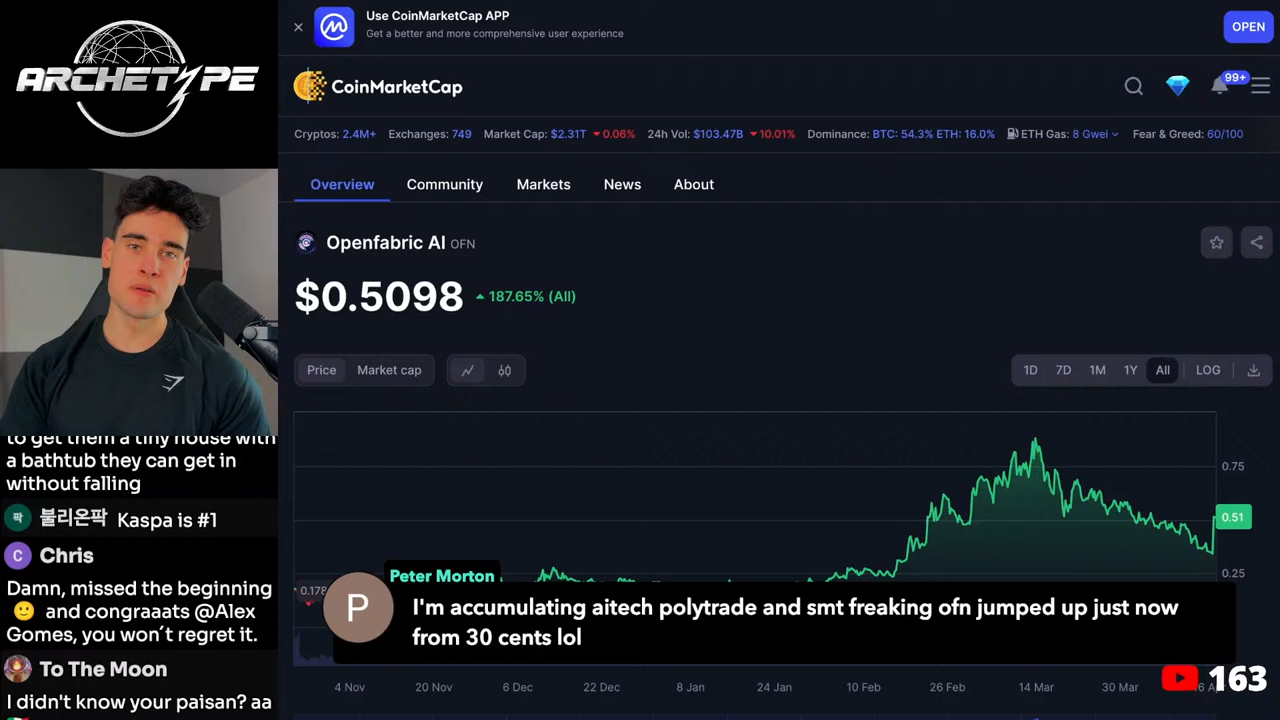 ARCHETYPE
Use CoinMarketCap APP
Get a better and more comprehensive user experience
OPEN
CoinMarketCap
99+
Cryptos: 2.4M+ Exchanges: 749 Market Cap: $2.31T 0.06% 24h Vol: $103.47B 10.01% Dominance: BTC: 54.3% ETH: 16.0% ETH Gas: 8 Gwei Fear & Greed: 60/100
Overview Community Markets News About
Openfabric AI OFN
$0.5098 187.65% (All)
Price Market cap
1D 7D 1M 1Y All LOG
0.75
0.51
0.25
0.178
4 Nov 20 Nov 6 Dec 22 Dec 8 Jan 24 Jan 10 Feb 26 Feb 14 Mar 30 Mar
Peter Morton
P
I'm accumulating aitech polytrade and smt freaking ofn jumped up just now
from 30 cents lol
163
to get them a tiny house with
a bathtub they can get in
without falling
팍 불리온팍 Kaspa is #1
C Chris
Damn, missed the beginning
🙂 and congraaats @Alex
Gomes, you won´t regret it.
To The Moon
I didn't know your paisan? aa